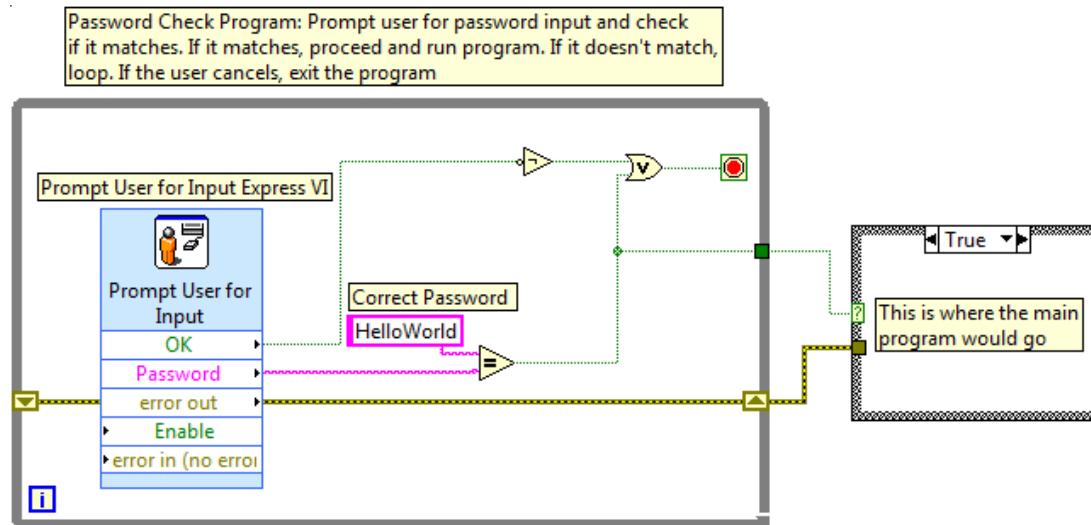 Password Check Program: Prompt user for password input and check
if it matches. If it matches, proceed and run program. If it doesn't match,
loop. If the user cancels, exit the program
Prompt User for Input Express VI
Prompt User for
Input
OK
Password
error out
Enable
error in (no error
Correct Password
HelloWorld
=
V
i
True
?
This is where the main
program would go